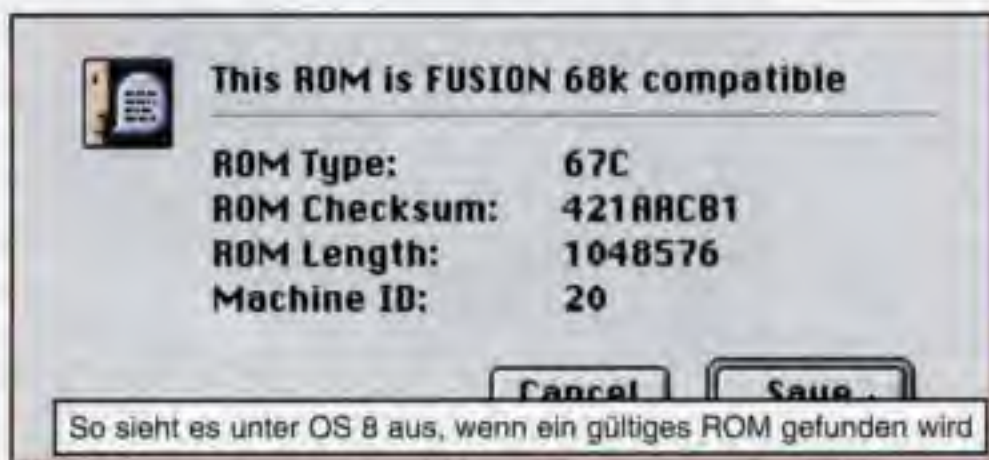 This ROM is FUSION 68k compatible
ROM Type: 67C
ROM Checksum: 421AACB1
ROM Length: 1048576
Machine ID: 20
Cancel Save
So sieht es unter OS 8 aus, wenn ein gültiges ROM gefunden wird